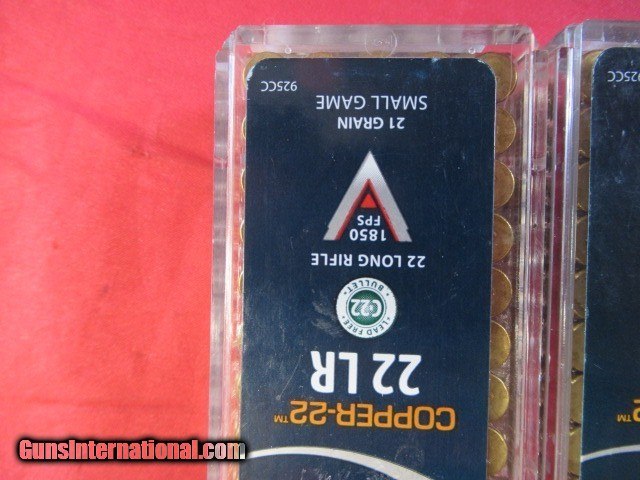 COPPER-22™
22 LR
LEAD FREE
C22
• BULLET •
22 LONG RIFLE
1850
FPS
21 GRAIN
SMALL GAME
925CC
925CC
GunsInternational.com